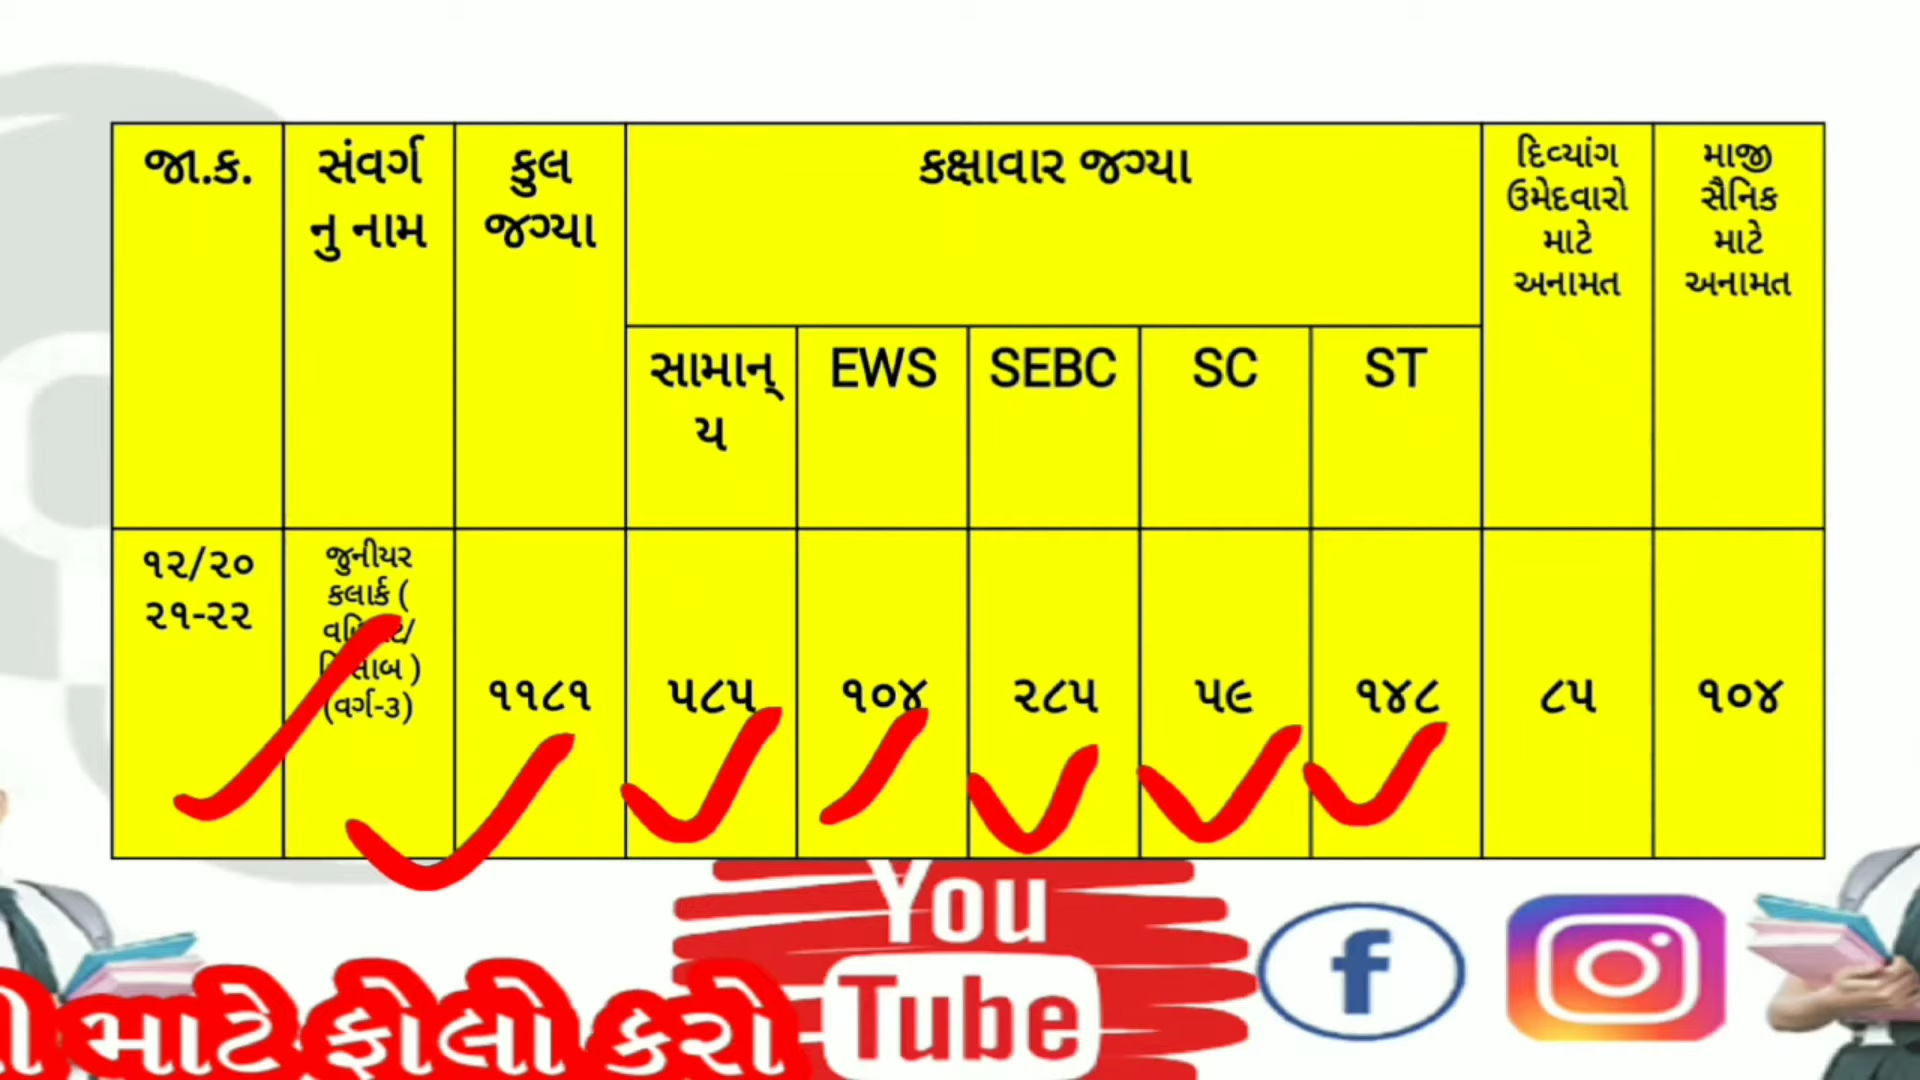 જા.ક.
સંવર્ગ
નુ નામ
કુલ
જગ્યા
કક્ષાવાર જગ્યા
દિવ્યાંગ
ઉમેદવારો
માટે
અનામત
માજી
સૈનિક
માટે
અનામત
સામાન્
ય
EWS
SEBC
SC
ST
૧૨/૨૦
૨૧-૨૨
જુનીયર
કલાર્ક (
હિસાબ )
(વર્ગ-૩)
૧૧૮૧
૫૮૫
૧૦૪
૨૮૫
૫૯
૧૪૮
૮૫
૧૦૪
You
Tube
f
માટે ફોલો કરો